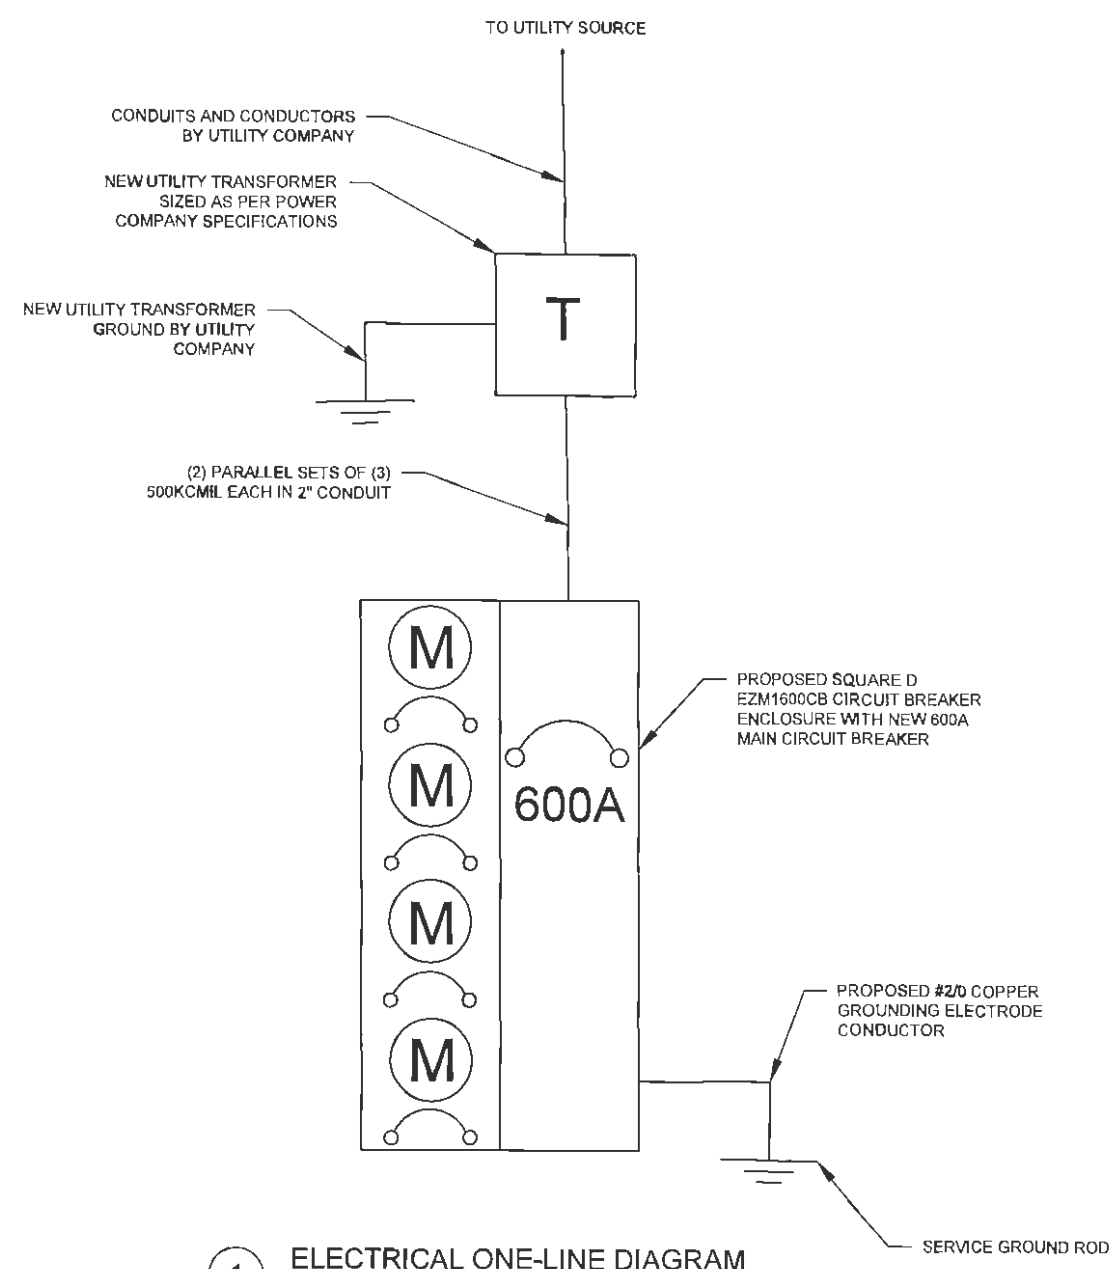 TO UTILITY SOURCE
CONDUITS AND CONDUCTORS
BY UTILITY COMPANY
NEW UTILITY TRANSFORMER
SIZED AS PER POWER
COMPANY SPECIFICATIONS
T
NEW UTILITY TRANSFORMER
GROUND BY UTILITY
COMPANY
(2) PARALLEL SETS OF (3)
500KCMIL EACH IN 2" CONDUIT
M
PROPOSED SQUARE D
EZM1600CB CIRCUIT BREAKER
ENCLOSURE WITH NEW 600A
MAIN CIRCUIT BREAKER
M
600A
M
PROPOSED #2/0 COPPER
GROUNDING ELECTRODE
CONDUCTOR
M
SERVICE GROUND ROD
ELECTRICAL ONE-LINE DIAGRAM